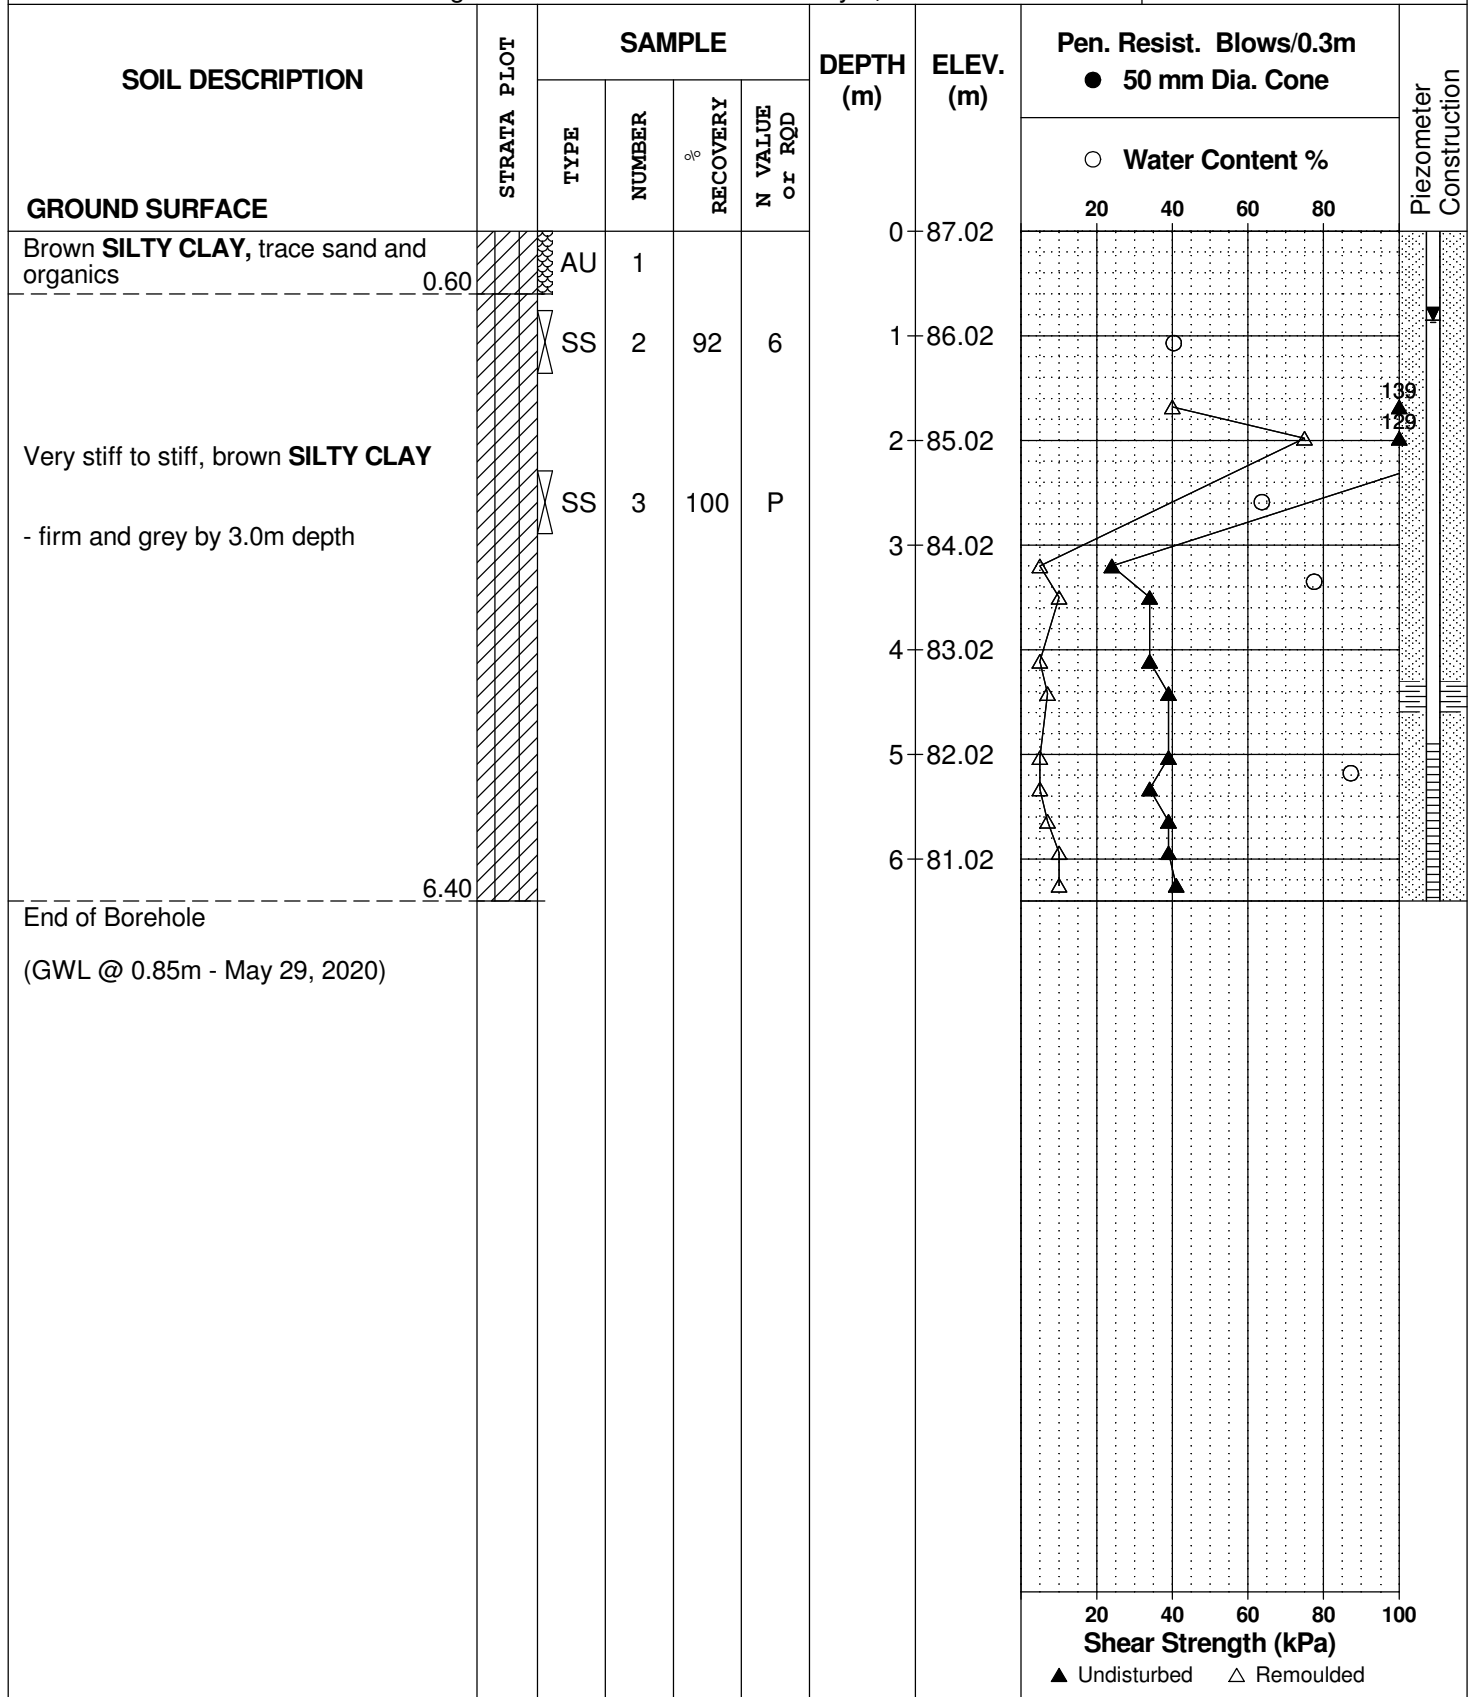 SOIL DESCRIPTION
GROUND SURFACE
STRATA PLOT
SAMPLE
TYPE
NUMBER
%
RECOVERY
N VALUE
or RQD
DEPTH
(m)
ELEV.
(m)
Pen. Resist. Blows/0.3m
● 50 mm Dia. Cone
○ Water Content %
20 40 60 80
Piezometer
Construction
0 87.02
Brown SILTY CLAY, trace sand and
organics
0.60
AU 1
SS 2 92 6
1 86.02
139
129
2 85.02
Very stiff to stiff, brown SILTY CLAY
SS 3 100 P
- firm and grey by 3.0m depth
3 84.02
4 83.02
5 82.02
6 81.02
6.40
End of Borehole
(GWL @ 0.85m - May 29, 2020)
20 40 60 80 100
Shear Strength (kPa)
▲ Undisturbed △ Remoulded